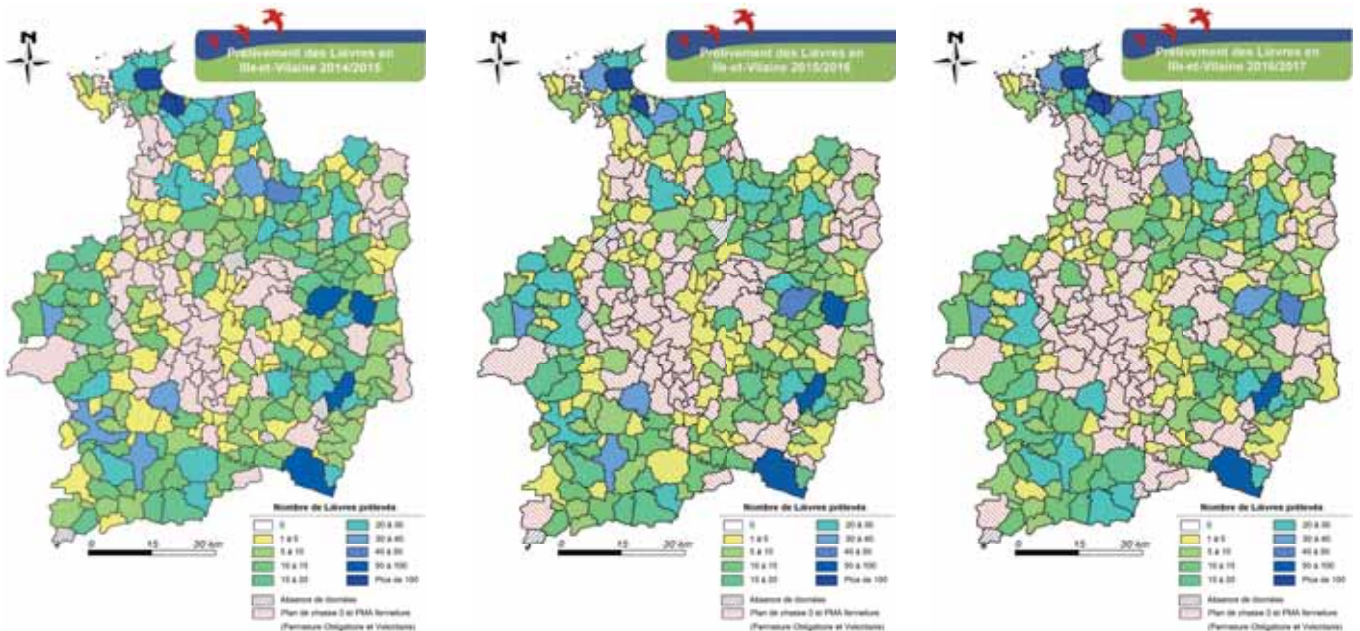 N
Prélèvement des Lièvres en
Ille-et-Vilaine 2014/2015
Nombre de Lièvres prélevés
0
1 à 5
5 à 10
10 à 15
15 à 20
20 à 30
30 à 40
40 à 50
50 à 100
Plus de 100
0 15 30 km
Absence de données
Plan de chasse 0 et PMA fermeture
(Fermeture Obligatoire et Volontaire)
N
Prélèvement des Lièvres en
Ille-et-Vilaine 2015/2016
Nombre de Lièvres prélevés
0
1 à 5
5 à 10
10 à 15
15 à 20
20 à 30
30 à 40
40 à 50
50 à 100
Plus de 100
0 15 30 km
Absence de données
Plan de chasse 0 et PMA fermeture
(Fermeture Obligatoire et Volontaire)
N
Prélèvement des Lièvres en
Ille-et-Vilaine 2016/2017
Nombre de Lièvres prélevés
0
1 à 5
5 à 10
10 à 15
15 à 20
20 à 30
30 à 40
40 à 50
50 à 100
Plus de 100
0 15 30 km
Absence de données
Plan de chasse 0 et PMA fermeture
(Fermeture Obligatoire et Volontaire)